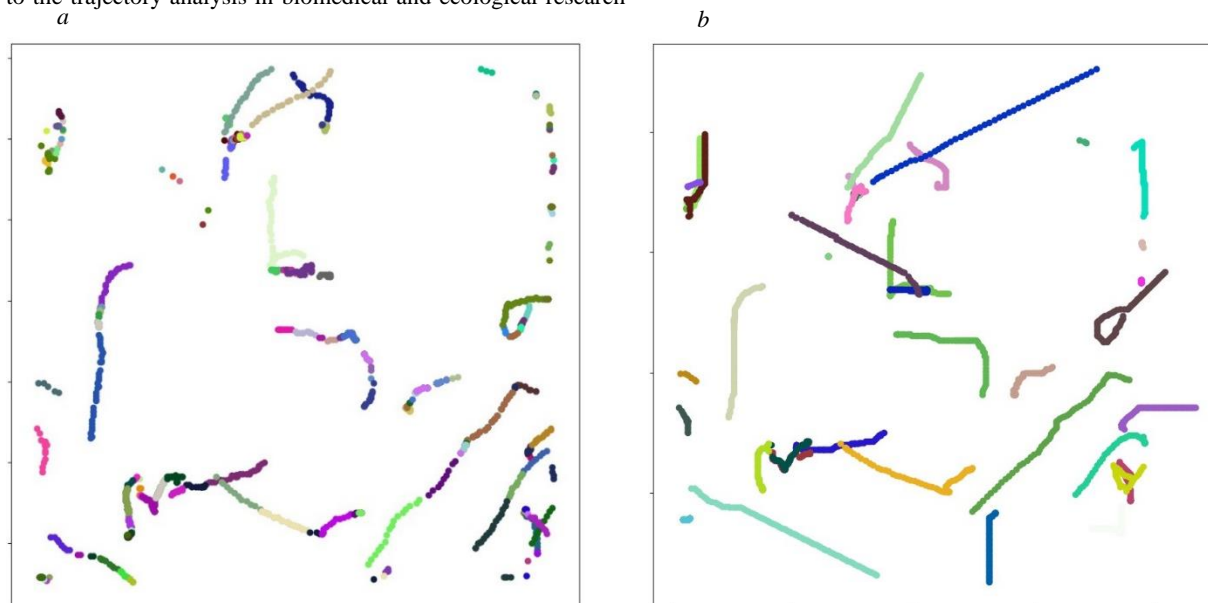 to the trajectory analysis in biomedical and ecological research
a
b